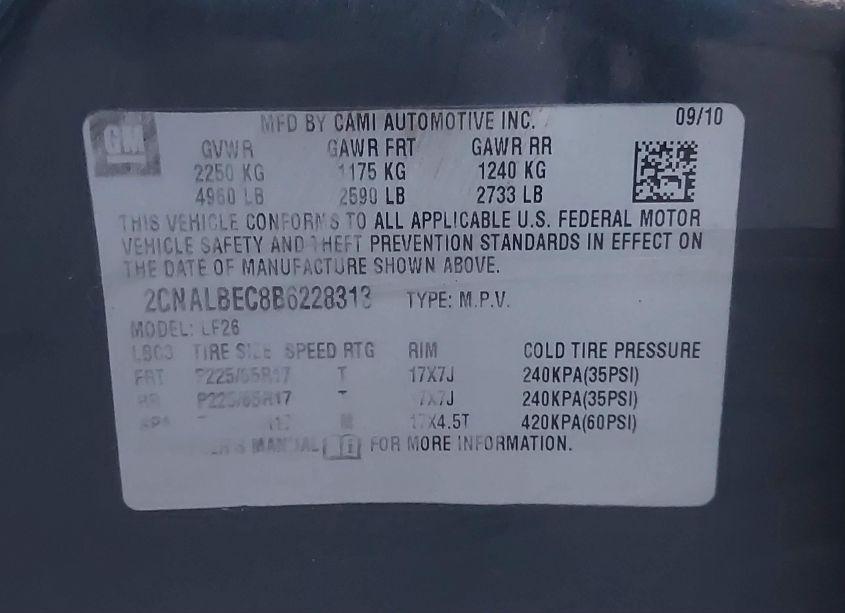 GM
MFD BY CAMI AUTOMOTIVE INC. 09/10
GVWR GAWR FRT GAWR RR
2250 KG 1175 KG 1240 KG
4960 LB 2590 LB 2733 LB
THIS VEHICLE CONFORMS TO ALL APPLICABLE U.S. FEDERAL MOTOR
VEHICLE SAFETY AND THEFT PREVENTION STANDARDS IN EFFECT ON
THE DATE OF MANUFACTURE SHOWN ABOVE.
2CNALBEC8B6228313 TYPE: M.P.V.
MODEL: LF26
TIRE SIZE SPEED RTG RIM COLD TIRE PRESSURE
FRT P225/65R17 T 17X7J 240KPA(35PSI)
RR P225/65R17 T 17X7J 240KPA(35PSI)
M 17X4.5T 420KPA(60PSI)
MANUAL FOR MORE INFORMATION.